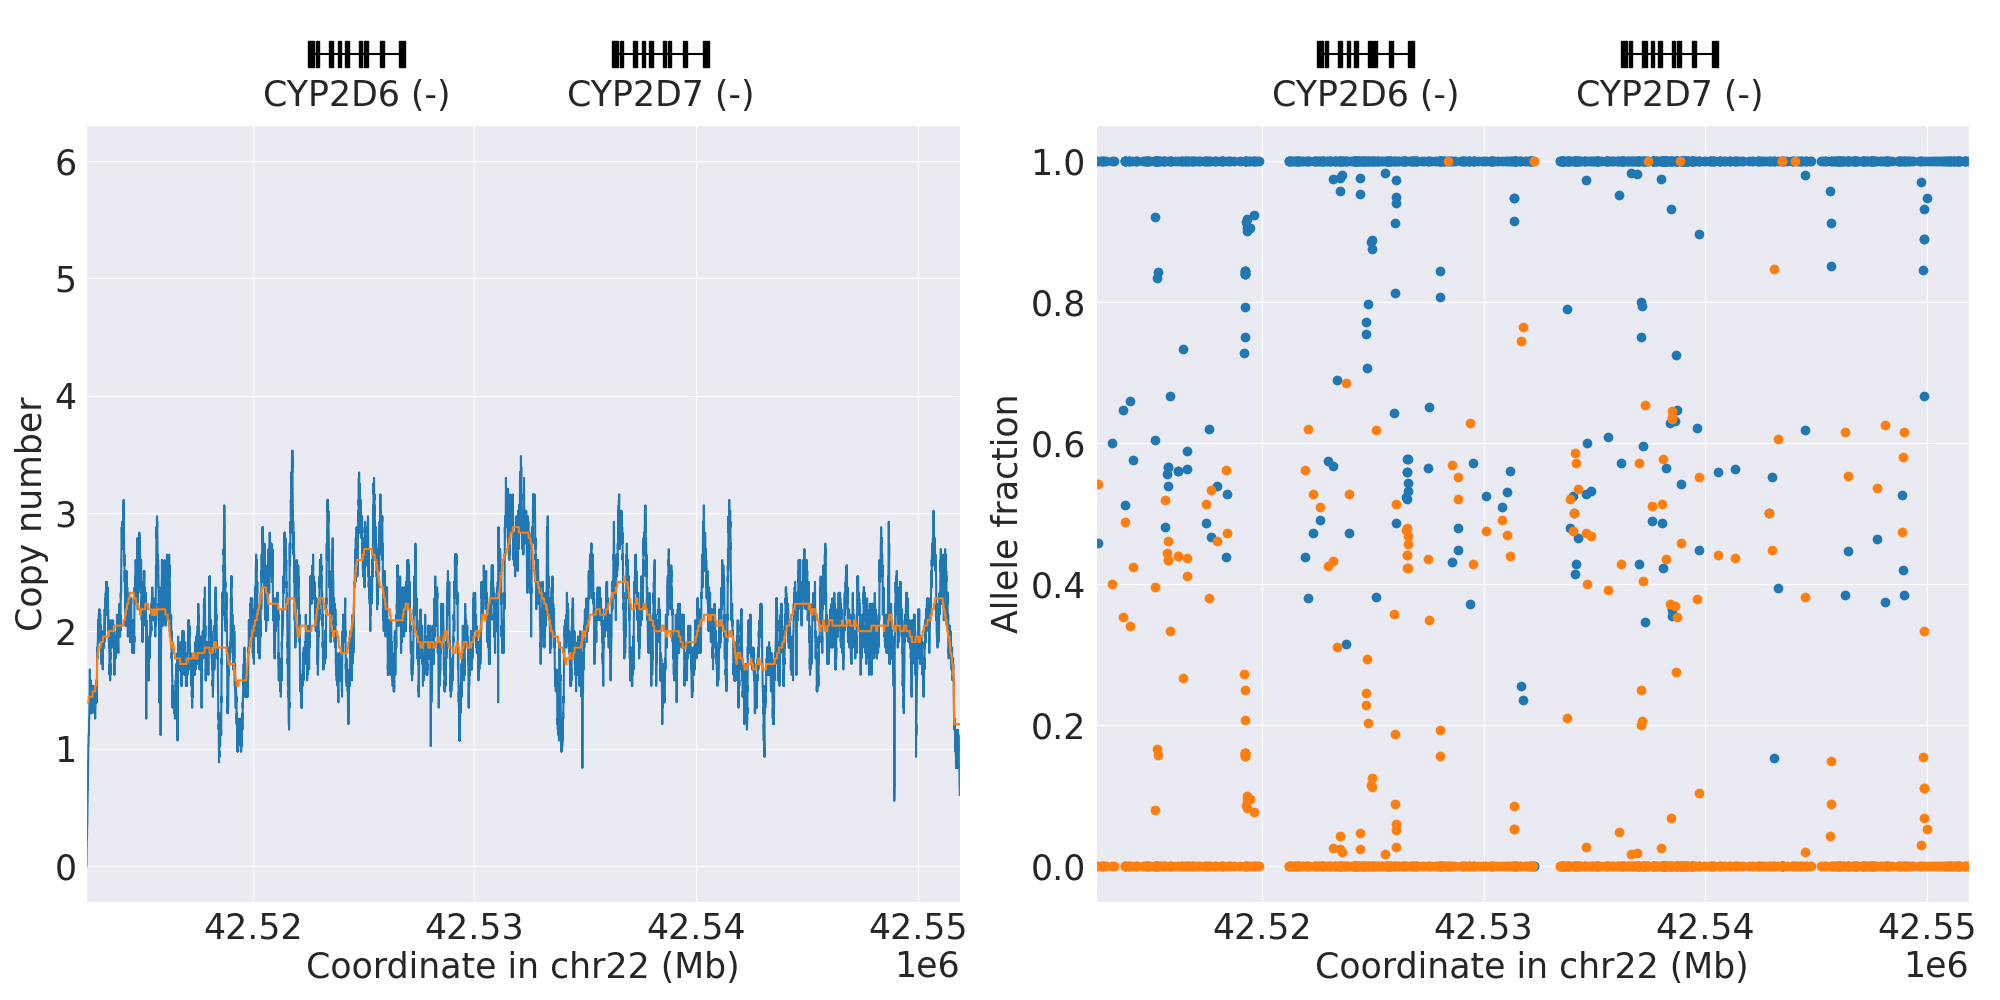 CYP2D6 (-) CYP2D7 (-)
6
5
4
3
2
1
0
Copy number
42.52 42.53 42.54 42.55
Coordinate in chr22 (Mb)
1e6
CYP2D6 (-) CYP2D7 (-)
1.0
0.8
0.6
0.4
0.2
0.0
Allele fraction
42.52 42.53 42.54 42.55
Coordinate in chr22 (Mb)
1e6